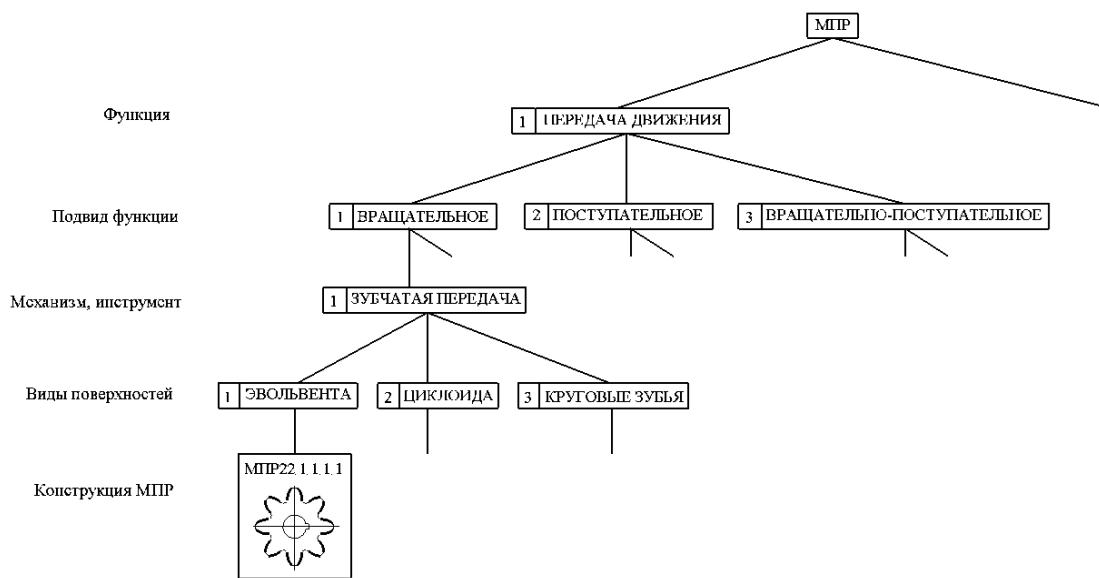 МПР
Функция
1 ПЕРЕДАЧА ДВИЖЕНИЯ
Подвид функции
1 ВРАЩАТЕЛЬНОЕ
2 ПОСТУПАТЕЛЬНОЕ
3 ВРАЩАТЕЛЬНО-ПОСТУПАТЕЛЬНОЕ
Механизм, инструмент
1 ЗУБЧАТАЯ ПЕРЕДАЧА
Виды поверхностей
1 ЭВОЛЬВЕНТА
2 ЦИКЛОИДА
3 КРУГОВЫЕ ЗУБЬЯ
МПР22.1.1.1.1
Конструкция МПР